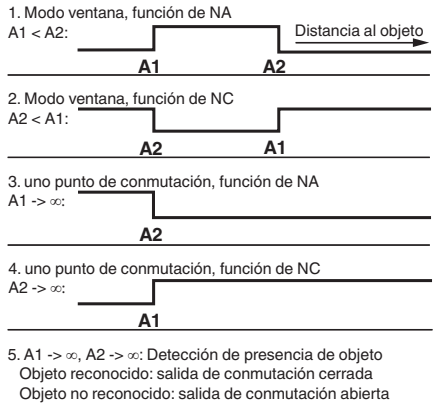 1. Modo ventana, función de NA
A1 < A2:
Distancia al objeto
A1 A2
2. Modo ventana, función de NC
A2 < A1:
A2 A1
3. uno punto de conmutación, función de NA
A1 -> ∞:
A2
4. uno punto de conmutación, función de NC
A2 -> ∞:
A1
5. A1 -> ∞, A2 -> ∞: Detección de presencia de objeto
Objeto reconocido: salida de conmutación cerrada
Objeto no reconocido: salida de conmutación abierta